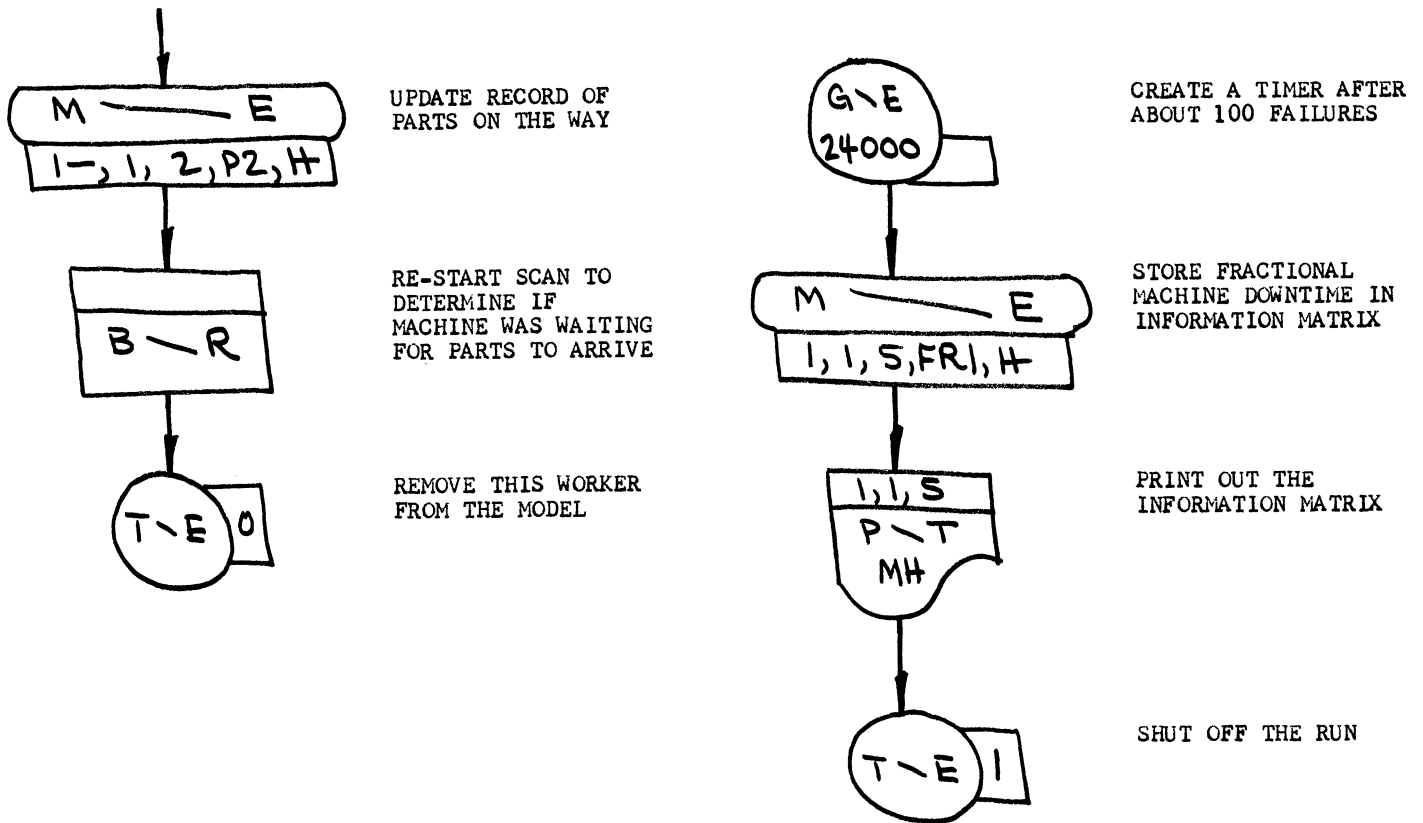 M E
1-, 1, 2, P2, H
UPDATE RECORD OF
PARTS ON THE WAY
B R
RE-START SCAN TO
DETERMINE IF
MACHINE WAS WAITING
FOR PARTS TO ARRIVE
T E 0
REMOVE THIS WORKER
FROM THE MODEL
G E
24000
CREATE A TIMER AFTER
ABOUT 100 FAILURES
M E
1, 1, 5, FR1, H
STORE FRACTIONAL
MACHINE DOWNTIME IN
INFORMATION MATRIX
1, 1, 5
P T
MH
PRINT OUT THE
INFORMATION MATRIX
T E 1
SHUT OFF THE RUN